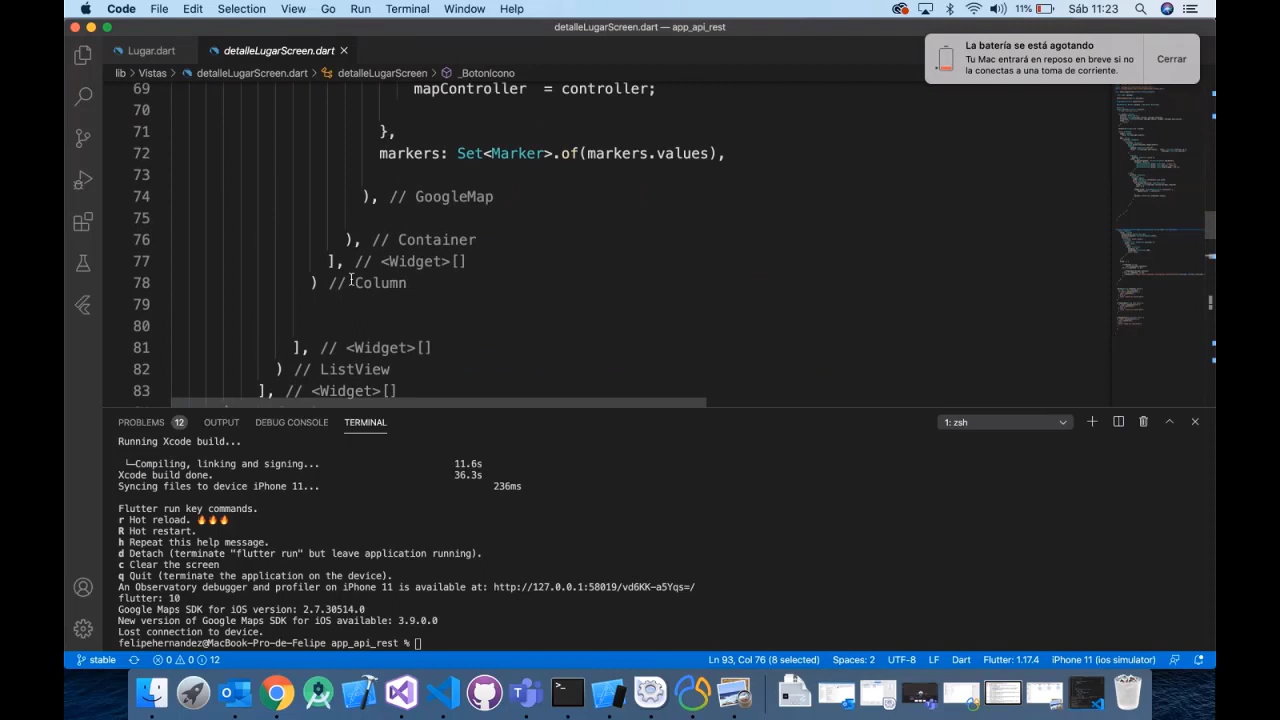 Code File Edit Selection View Go Run Terminal Window Help 11% Sáb 11:23
detalleLugarScreen.dart — app_api_rest
Lugar.dart detalleLugarScreen.dart
La batería se está agotando
Tu Mac entrará en reposo en breve si no
la conectas a una toma de corriente.
Cerrar
lib › Vistas › detalleLugarScreen.dart › detalleLugarScreen › _BotonIcono
69 mapController = controller;
70
71 },
72 markers: Set<Marker>.of(markers.values),
73
74 ), // GoogleMap
75
76 ), // Container
77 ], // <Widget>[]
78 ) // Column
79
80
81 ], // <Widget>[]
82 ) // ListView
83 ], // <Widget>[]
PROBLEMS 12 OUTPUT DEBUG CONSOLE TERMINAL 1: zsh
Running Xcode build...
└─Compiling, linking and signing... 11.6s
Xcode build done. 36.3s
Syncing files to device iPhone 11... 236ms
Flutter run key commands.
r Hot reload. 🔥🔥🔥
R Hot restart.
h Repeat this help message.
d Detach (terminate "flutter run" but leave application running).
c Clear the screen
q Quit (terminate the application on the device).
An Observatory debugger and profiler on iPhone 11 is available at: http://127.0.0.1:58019/vd6KK-a5Yqs=/
flutter: 10
Google Maps SDK for iOS version: 2.7.30514.0
New version of Google Maps SDK for iOS available: 3.9.0.0
Lost connection to device.
felipehernandez@MacBook-Pro-de-Felipe app_api_rest %
stable 0 0 12 Ln 93, Col 76 (8 selected) Spaces: 2 UTF-8 LF Dart Flutter: 1.17.4 iPhone 11 (ios simulator)